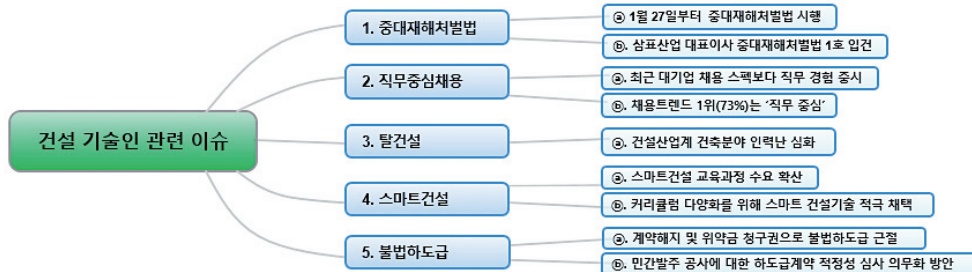 건설 기술인 관련 이슈
1. 중대재해처벌법
ⓐ 1월 27일부터 중대재해처벌법 시행
ⓑ. 삼표산업 대표이사 중대재해처벌법 1호 입건
2. 직무중심채용
ⓐ. 최근 대기업 채용 스펙보다 직무 경험 중시
ⓑ. 채용트렌드 1위(73%)는 ‘직무 중심’
3. 탈건설
ⓐ. 건설산업계 건축분야 인력난 심화
4. 스마트건설
ⓐ. 스마트건설 교육과정 수요 확산
ⓑ. 커리큘럼 다양화를 위해 스마트 건설기술 적극 채택
5. 불법하도급
ⓐ. 계약해지 및 위약금 청구권으로 불법하도급 근절
ⓑ. 민간발주 공사에 대한 하도급계약 적정성 심사 의무화 방안